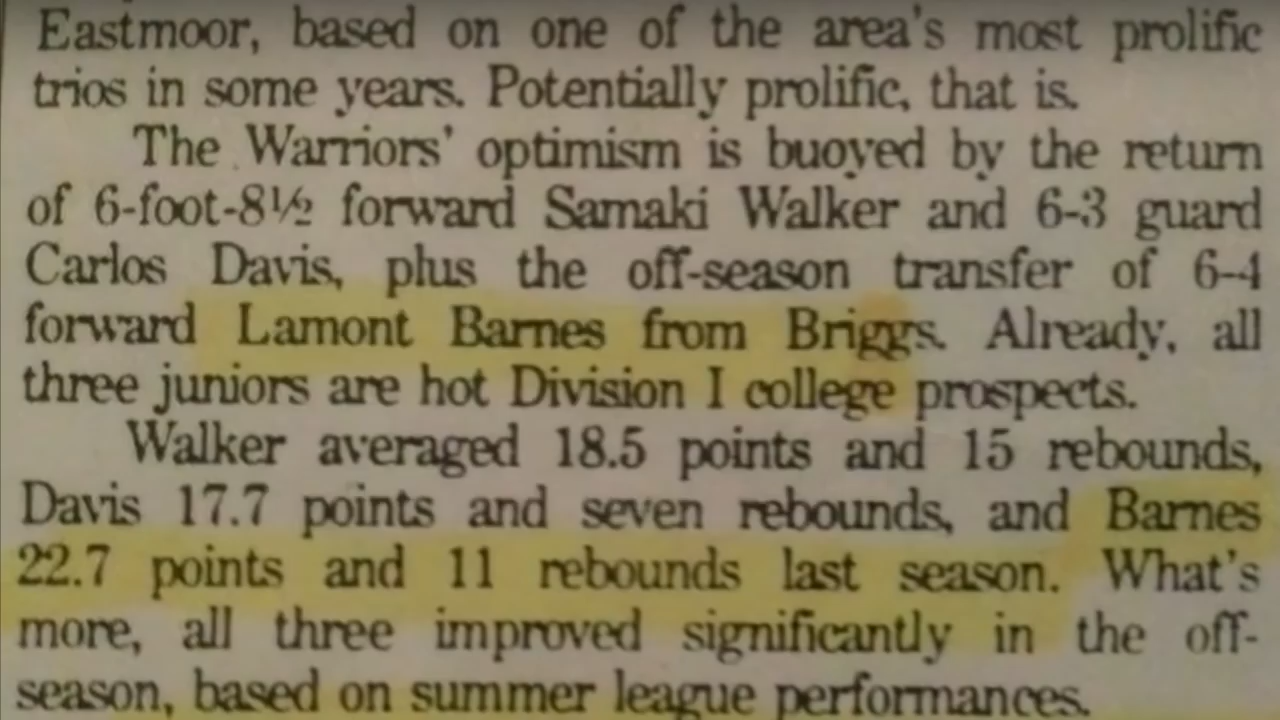 Eastmoor, based on one of the area's most prolific
trios in some years. Potentially prolific, that is.
The Warriors' optimism is buoyed by the return
of 6-foot-8½ forward Samaki Walker and 6-3 guard
Carlos Davis, plus the off-season transfer of 6-4
forward Lamont Barnes from Briggs. Already, all
three juniors are hot Division I college prospects.
Walker averaged 18.5 points and 15 rebounds,
Davis 17.7 points and seven rebounds, and Barnes
22.7 points and 11 rebounds last season. What's
more, all three improved significantly in the off-
season, based on summer league performances.